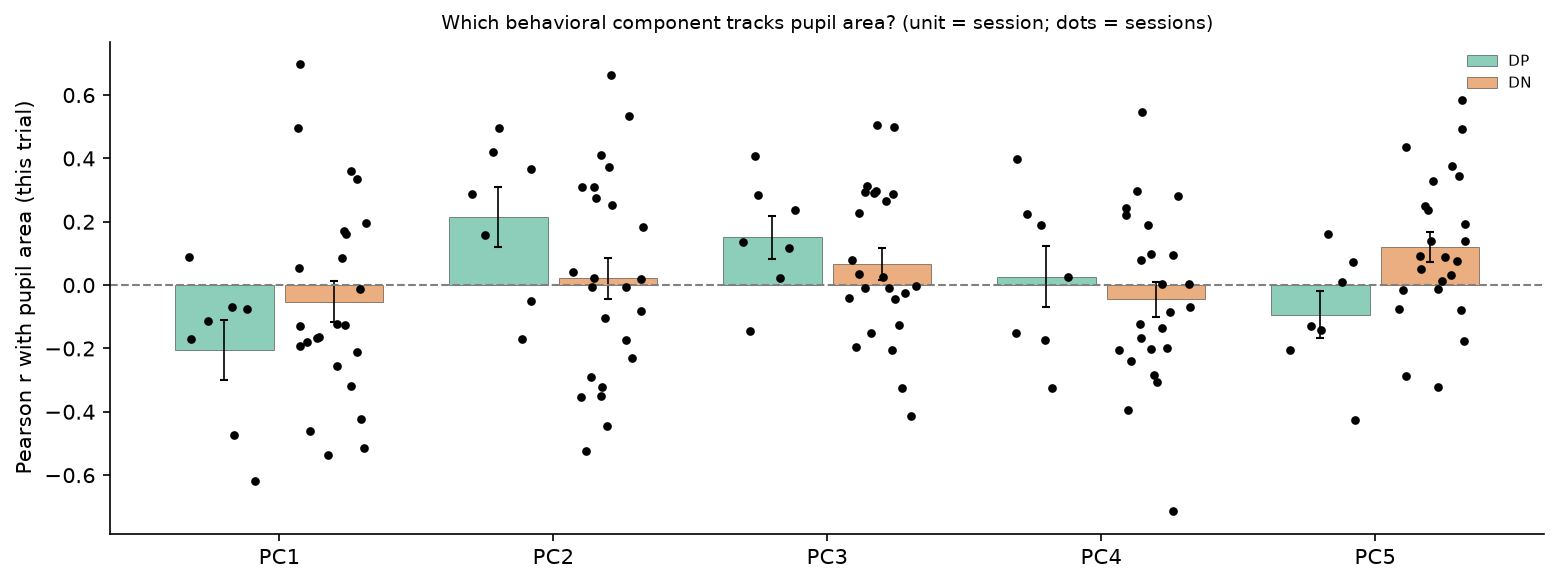 Which behavioral component tracks pupil area? (unit = session; dots = sessions)
DP
DN
Pearson r with pupil area (this trial)
0.6
0.4
0.2
0.0
−0.2
−0.4
−0.6
PC1 PC2 PC3 PC4 PC5